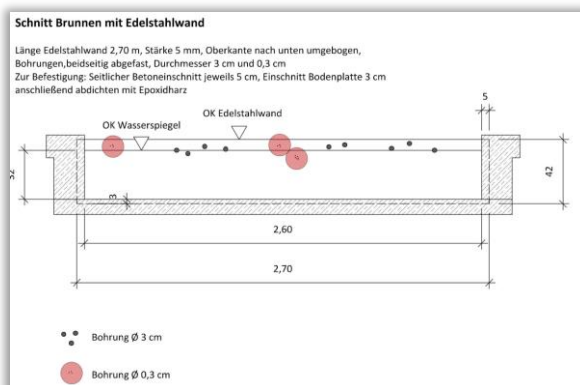 Schnitt Brunnen mit Edelstahlwand
Länge Edelstahlwand 2,70 m, Stärke 5 mm, Oberkante nach unten umgebogen,
Bohrungen,beidseitig abgefast, Durchmesser 3 cm und 0,3 cm
Zur Befestigung: Seitlicher Betoneinschnitt jeweils 5 cm, Einschnitt Bodenplatte 3 cm
anschließend abdichten mit Epoxidharz
5
OK Edelstahlwand
OK Wasserspiegel
42
3
2,60
2,70
Bohrung Ø 3 cm
Bohrung Ø 0,3 cm